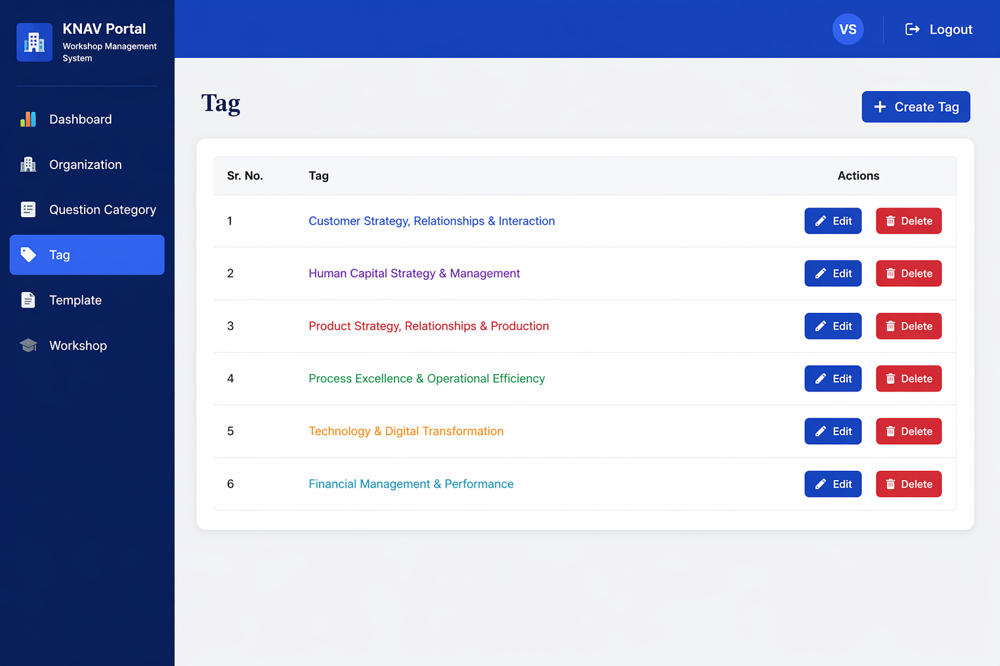 KNAV Portal
Workshop Management
System
VS
Logout
Dashboard
Organization
Question Category
Tag
Template
Workshop
Tag
Create Tag
Sr. No. Tag Actions
1 Customer Strategy, Relationships & Interaction Edit Delete
2 Human Capital Strategy & Management Edit Delete
3 Product Strategy, Relationships & Production Edit Delete
4 Process Excellence & Operational Efficiency Edit Delete
5 Technology & Digital Transformation Edit Delete
6 Financial Management & Performance Edit Delete